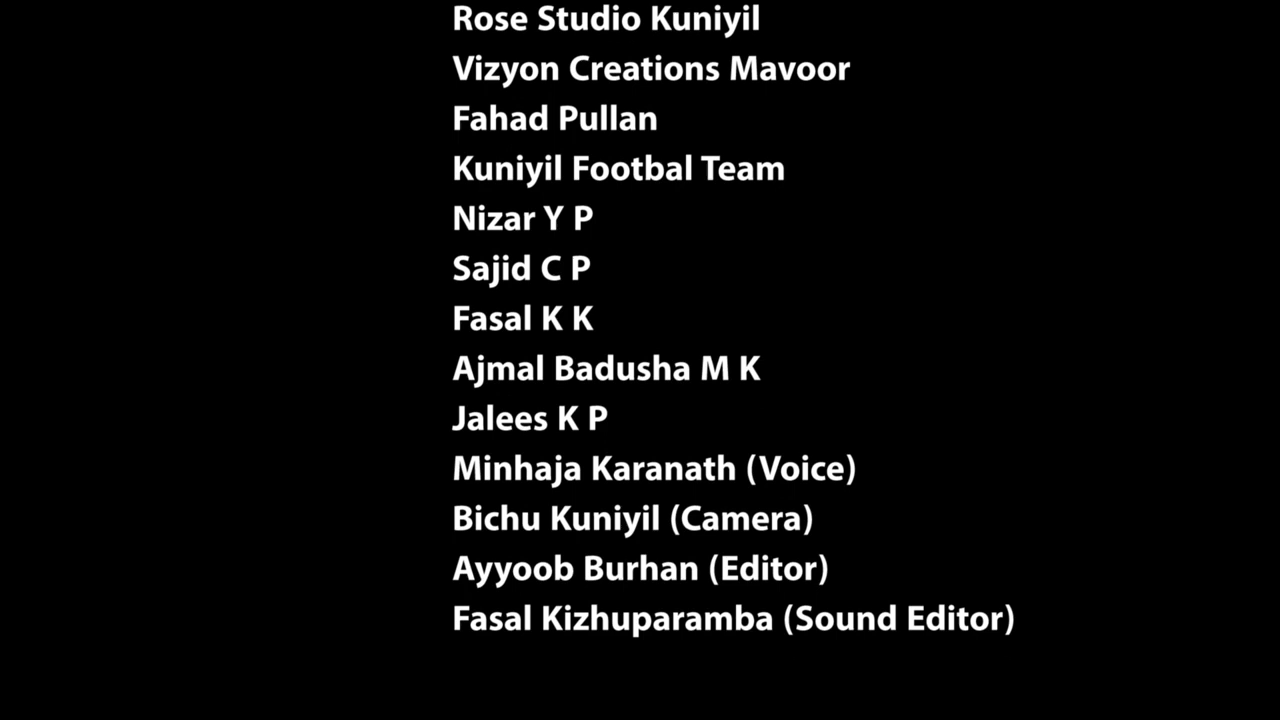 Rose Studio Kuniyil
Vizyon Creations Mavoor
Fahad Pullan
Kuniyil Footbal Team
Nizar Y P
Sajid C P
Fasal K K
Ajmal Badusha M K
Jalees K P
Minhaja Karanath (Voice)
Bichu Kuniyil (Camera)
Ayyoob Burhan (Editor)
Fasal Kizhuparamba (Sound Editor)